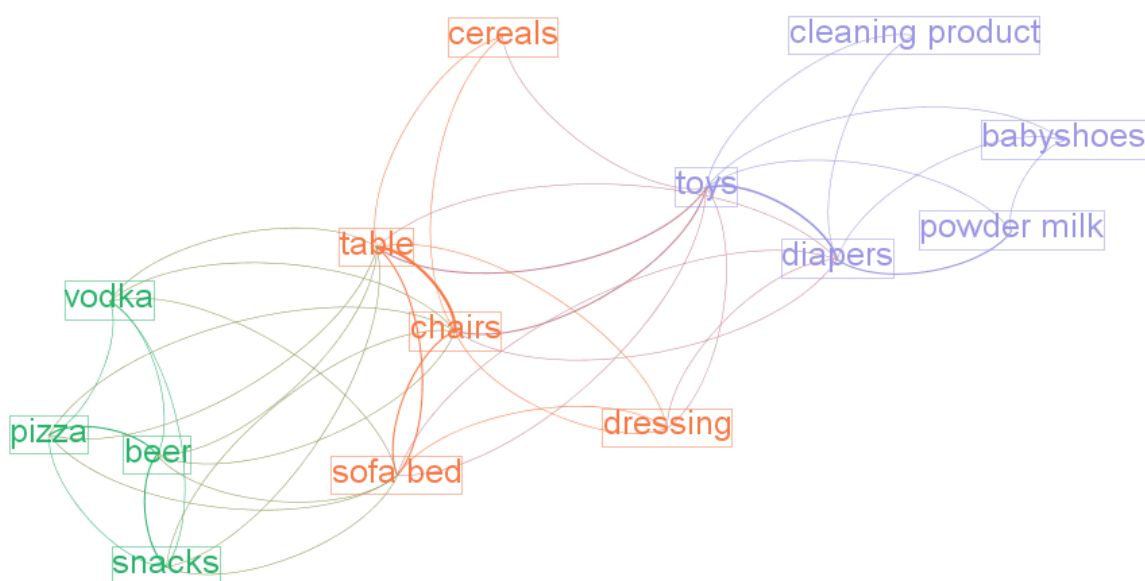 cereals
cleaning product
babyshoes
toys
powder milk
table
diapers
vodka
chairs
pizza
dressing
beer
sofa bed
snacks